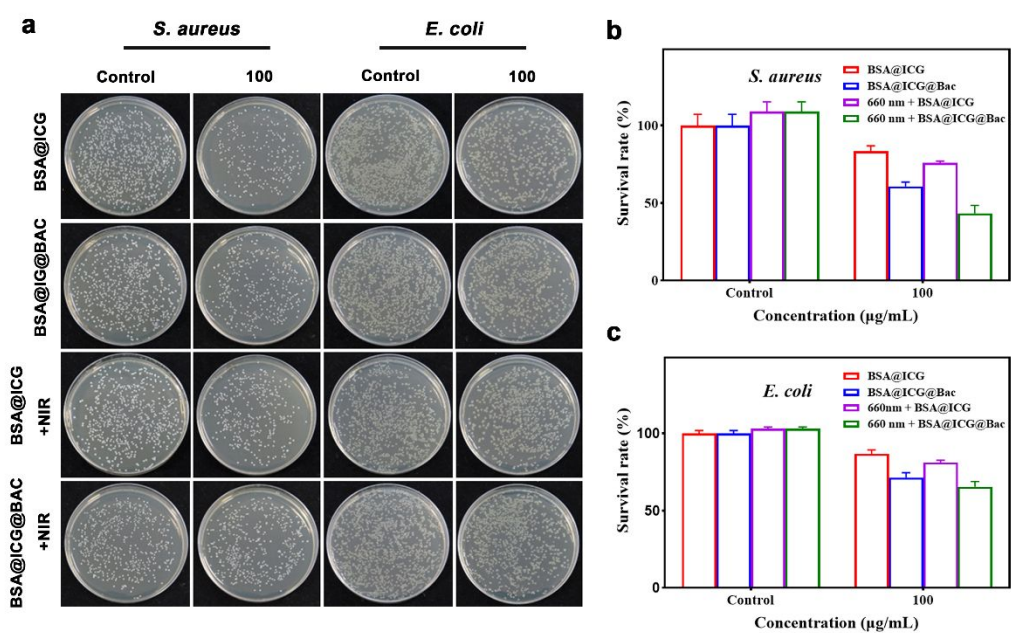 a
S. aureus
E. coli
Control
100
Control
100
BSA@ICG
BSA@IG@BAC
BSA@ICG
+NIR
BSA@ICG@BAC
+NIR
b
S. aureus
BSA@ICG
BSA@ICG@Bac
660 nm + BSA@ICG
660 nm + BSA@ICG@Bac
Survival rate (%)
100
50
0
Control
100
Concentration (μg/mL)
c
E. coli
BSA@ICG
BSA@ICG@Bac
660nm + BSA@ICG
660 nm + BSA@ICG@Bac
Survival rate (%)
100
50
0
Control
100
Concentration (μg/mL)